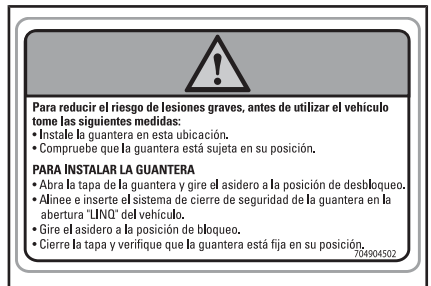 Para reducir el riesgo de lesiones graves, antes de utilizar el vehículo
tome las siguientes medidas:
• Instale la guantera en esta ubicación.
• Compruebe que la guantera está sujeta en su posición.
PARA INSTALAR LA GUANTERA
• Abra la tapa de la guantera y gire el asidero a la posición de desbloqueo.
• Alinee e inserte el sistema de cierre de seguridad de la guantera en la
abertura "LINQ" del vehículo.
• Gire el asidero a la posición de bloqueo.
• Cierre la tapa y verifique que la guantera está fija en su posición.
704904502